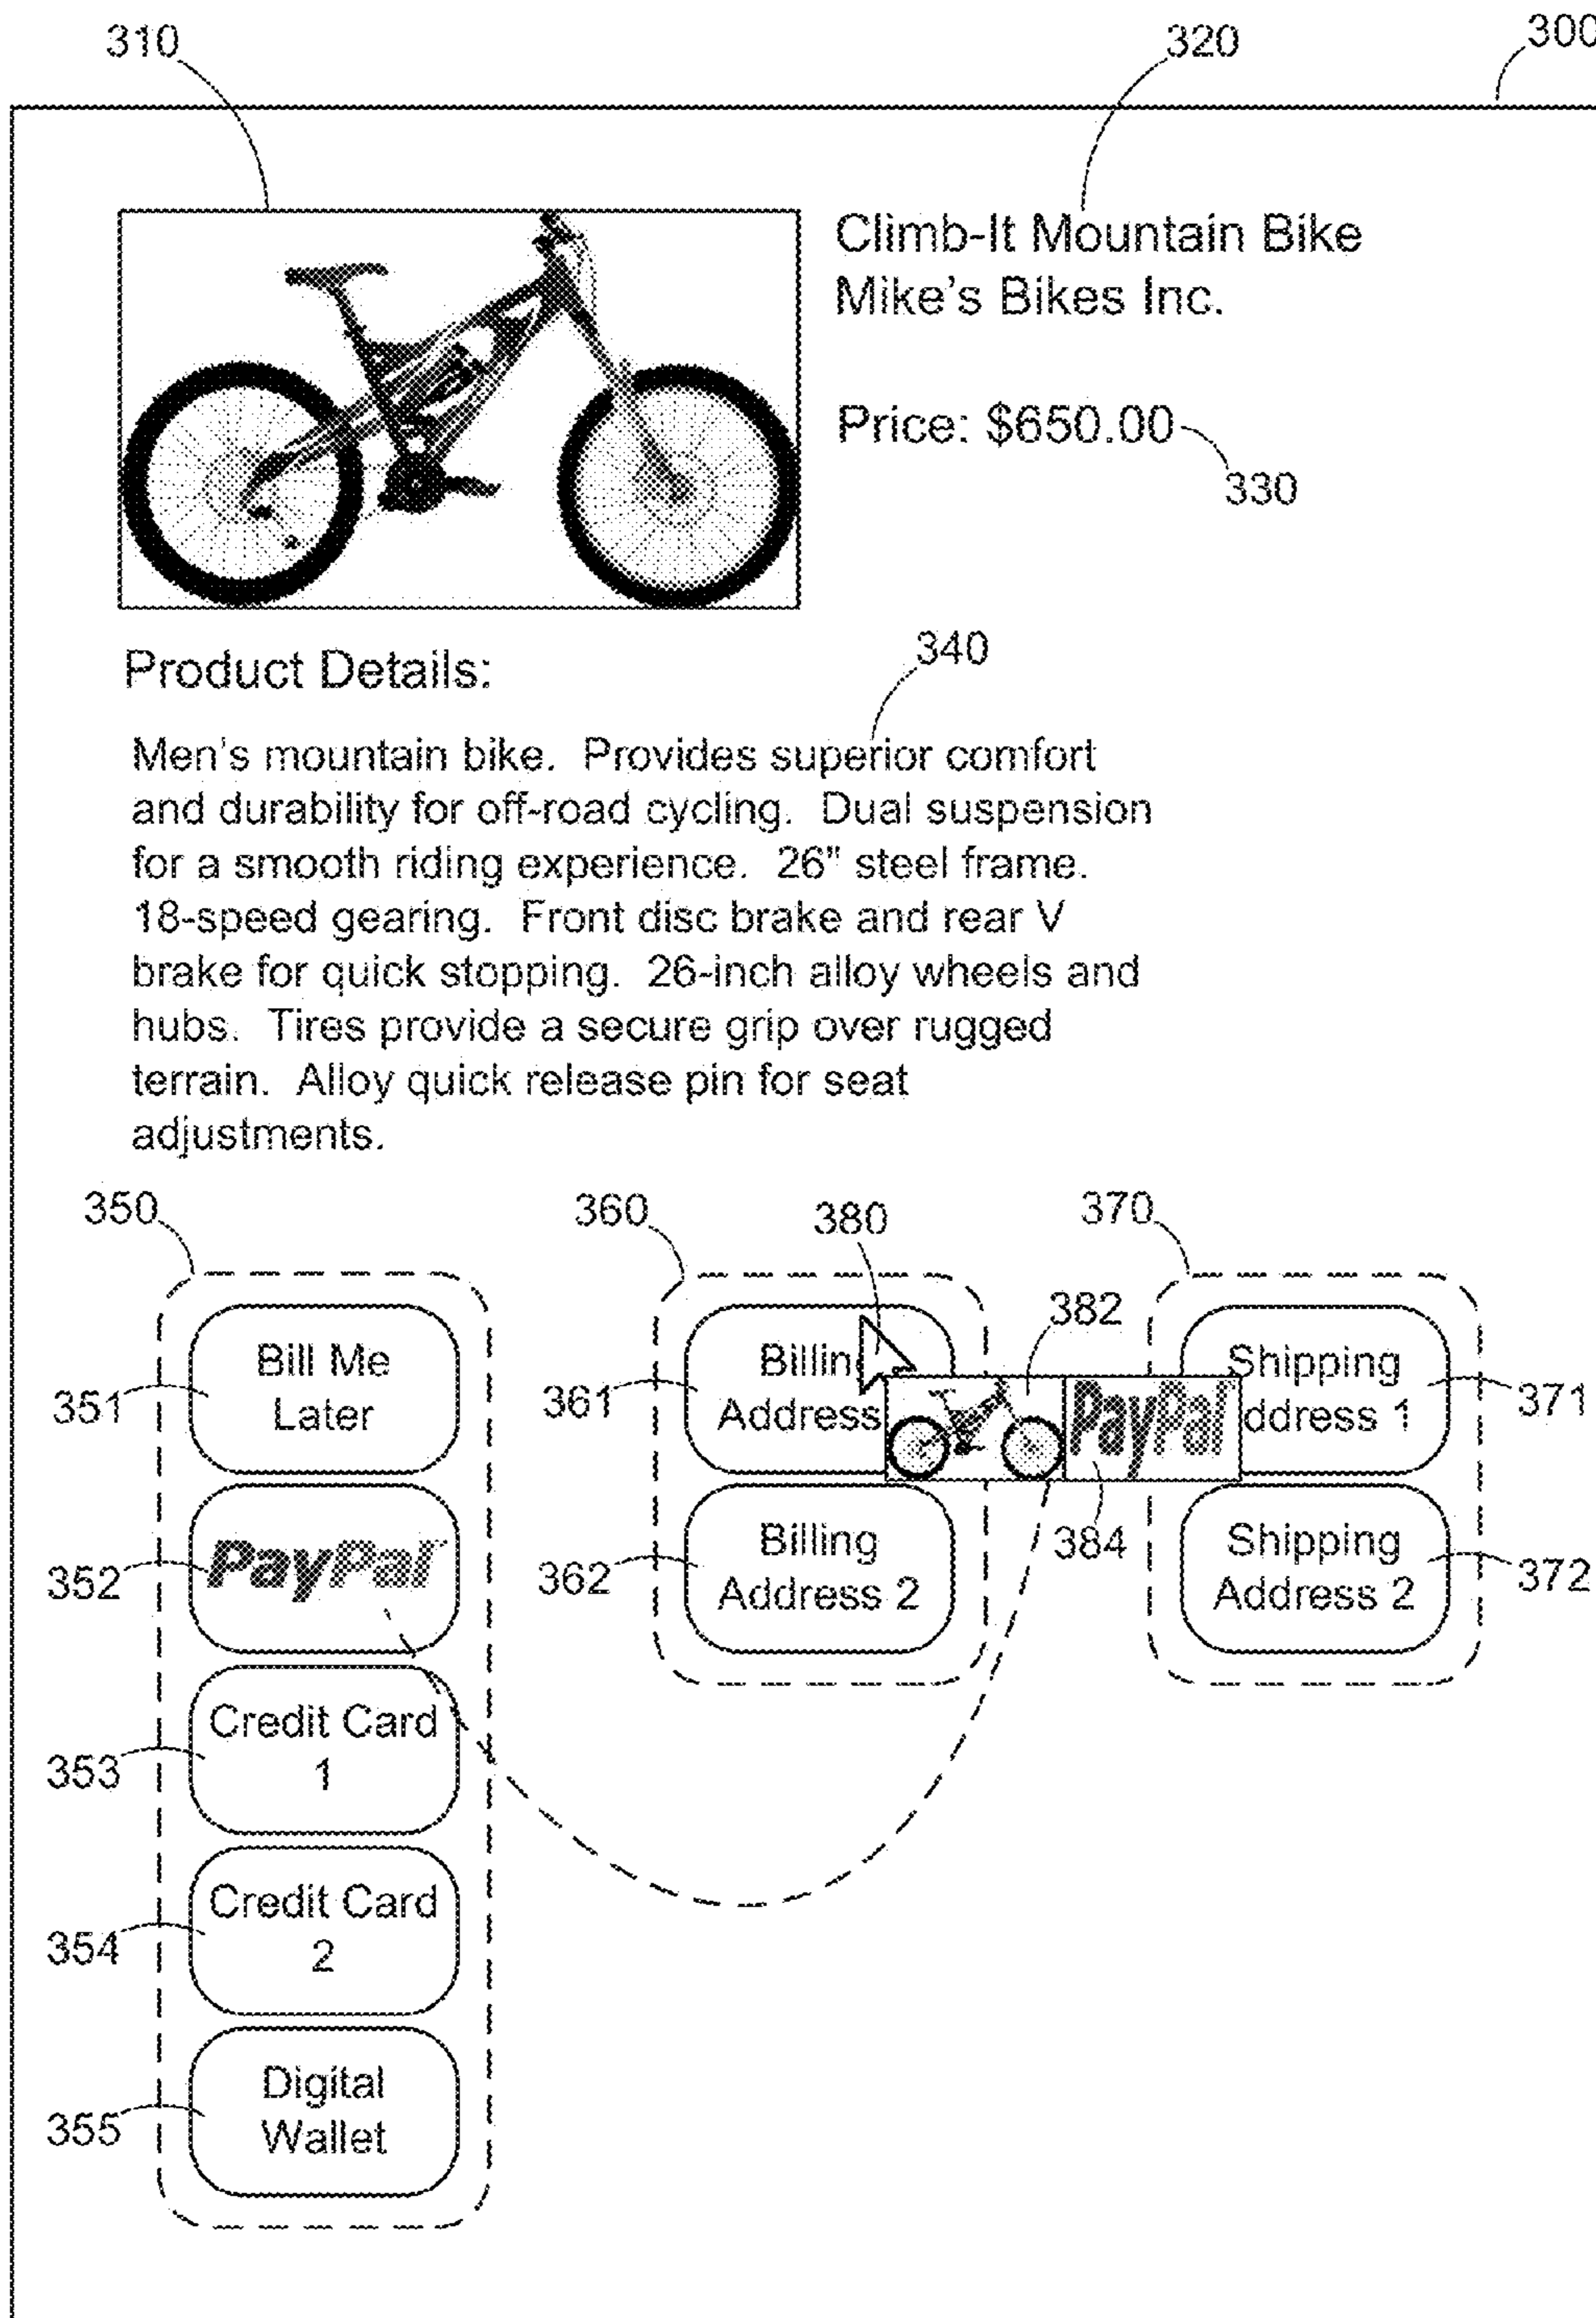 310
320
300
Climb-It Mountain Bike
Mike's Bikes Inc.
Price: $650.00
330
Product Details:
340
Men's mountain bike. Provides superior comfort
and durability for off-road cycling. Dual suspension
for a smooth riding experience. 26" steel frame.
18-speed gearing. Front disc brake and rear V
brake for quick stopping. 26-inch alloy wheels and
hubs. Tires provide a secure grip over rugged
terrain. Alloy quick release pin for seat
adjustments.
350
360
380
370
382
351
Bill Me
Later
361
Billin
Address
PayPal
384
Shipping
ddress 1
371
352
PayPal
362
Billing
Address 2
Shipping
Address 2
372
353
Credit Card
1
354
Credit Card
2
355
Digital
Wallet